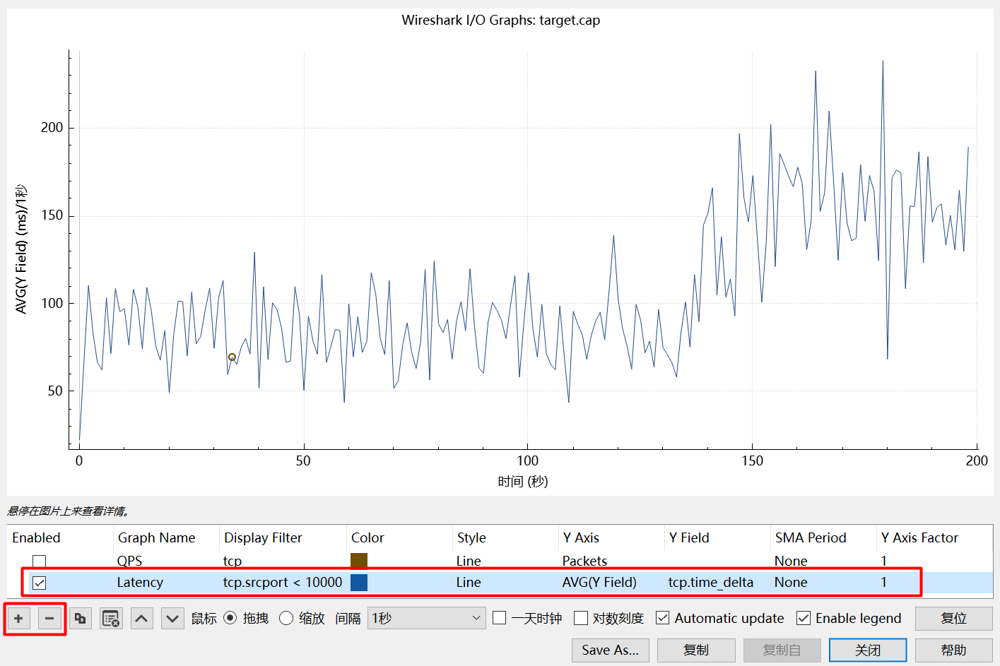 Wireshark I/O Graphs: target.cap
AVG(Y Field) (ms)/1秒
200
150
100
50
0 50 100 150 200
时间 (秒)
悬停在图片上来查看详情。
Enabled Graph Name Display Filter Color Style Y Axis Y Field SMA Period Y Axis Factor
QPS tcp Line Packets None 1
Latency tcp.srcport < 10000 Line AVG(Y Field) tcp.time_delta None 1
鼠标 拖拽 缩放 间隔 1秒 一天时钟 对数刻度 Automatic update Enable legend 复位
Save As... 复制 复制自 关闭 帮助